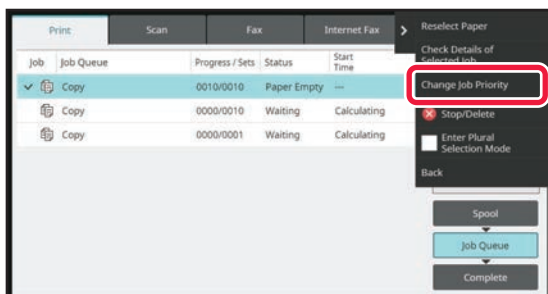 Print
Scan
Fax
Internet Fax
Reselect Paper
Check Details of
Selected Job
Change Job Priority
Stop/Delete
Enter Plural
Selection Mode
Back
Job
Job Queue
Progress / Sets
Status
Start
Time
Copy
0010/0010
Paper Empty
---
Copy
0000/0010
Waiting
Calculating
Copy
0000/0001
Waiting
Calculating
Spool
Job Queue
Complete